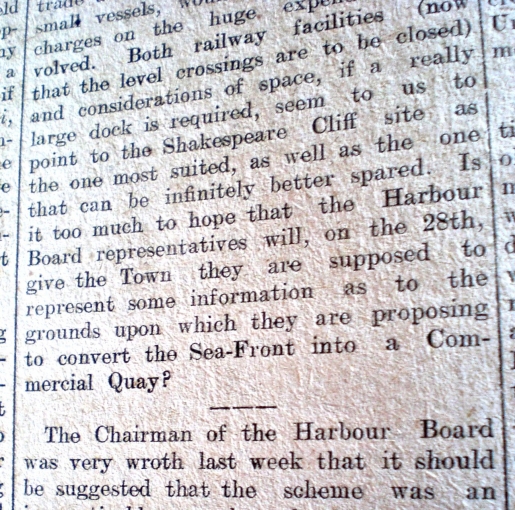 small vessels,
charges on the huge
volved. Both railway facilities (now
that the level crossings are to be closed)
and considerations of space, if a really
large dock is required, seem to us to
point to the Shakespeare Cliff site as
the one most suited, as well as the one
that can be infinitely better spared. Is
it too much to hope that the Harbour
Board representatives will, on the 28th,
give the Town they are supposed to
represent some information as to the
grounds upon which they are proposing
to convert the Sea-Front into a Com-
mercial Quay?
The Chairman of the Harbour Board
was very wroth last week that it should
be suggested that the scheme was an